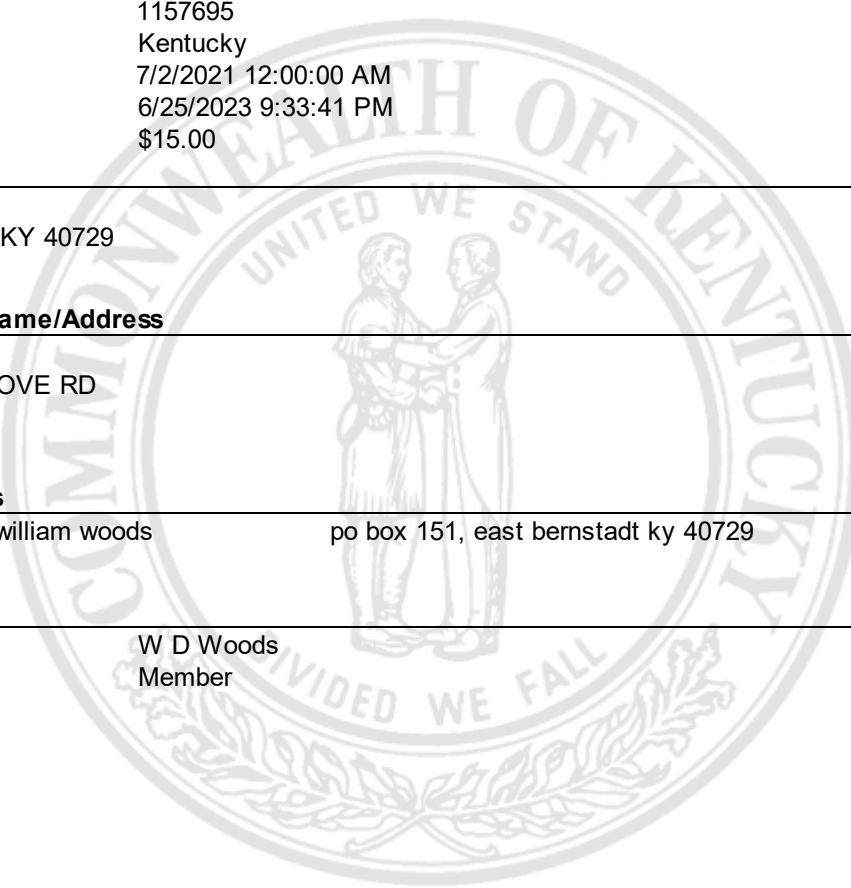 1157695
Kentucky
7/2/2021 12:00:00 AM
6/25/2023 9:33:41 PM
$15.00
KY 40729
ame/Address
OVE RD
s
william woods po box 151, east bernstadt ky 40729
W D Woods
Member
COMMONWEALTH OF KENTUCKY
UNITED WE STAND
DIVIDED WE FALL